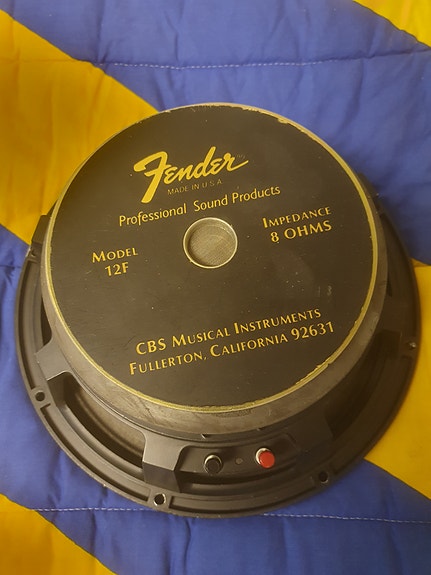 Fender
MADE IN U.S.A.
Professional Sound Products
MODEL
12F
IMPEDANCE
8 OHMS
CBS MUSICAL INSTRUMENTS
FULLERTON, CALIFORNIA 92631